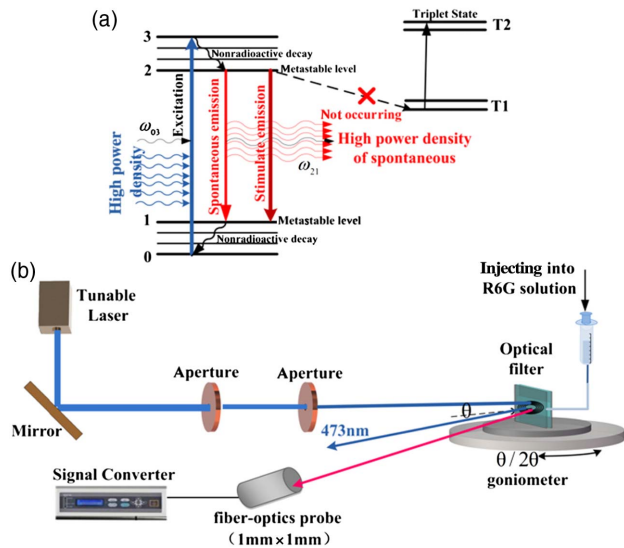 (a)
3
Nonradioactive decay
2
Metastable level
Triplet State
T2
T1
ω03
Excitation
High power
density
Spontaneous emission
Stimulate emission
Not occurring
High power density
of spontaneous
ω21
1
Metastable level
Nonradioactive decay
0
(b)
Tunable
Laser
Mirror
Aperture
Aperture
Injecting into
R6G solution
Optical
filter
θ
473nm
θ/2θ
goniometer
Signal Converter
fiber-optics probe
(1mm×1mm)